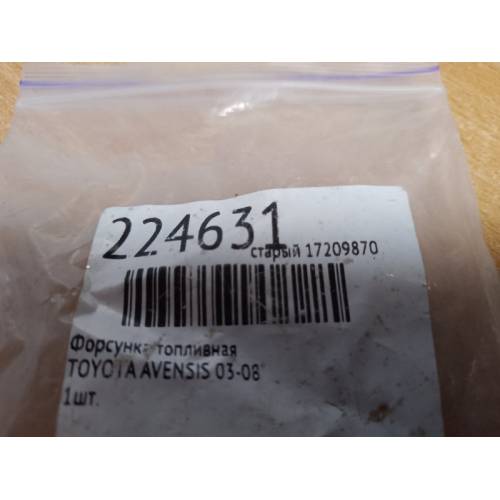 224631
старый 17209870
Форсунка топливная
TOYOTA AVENSIS 03-08
1шт.